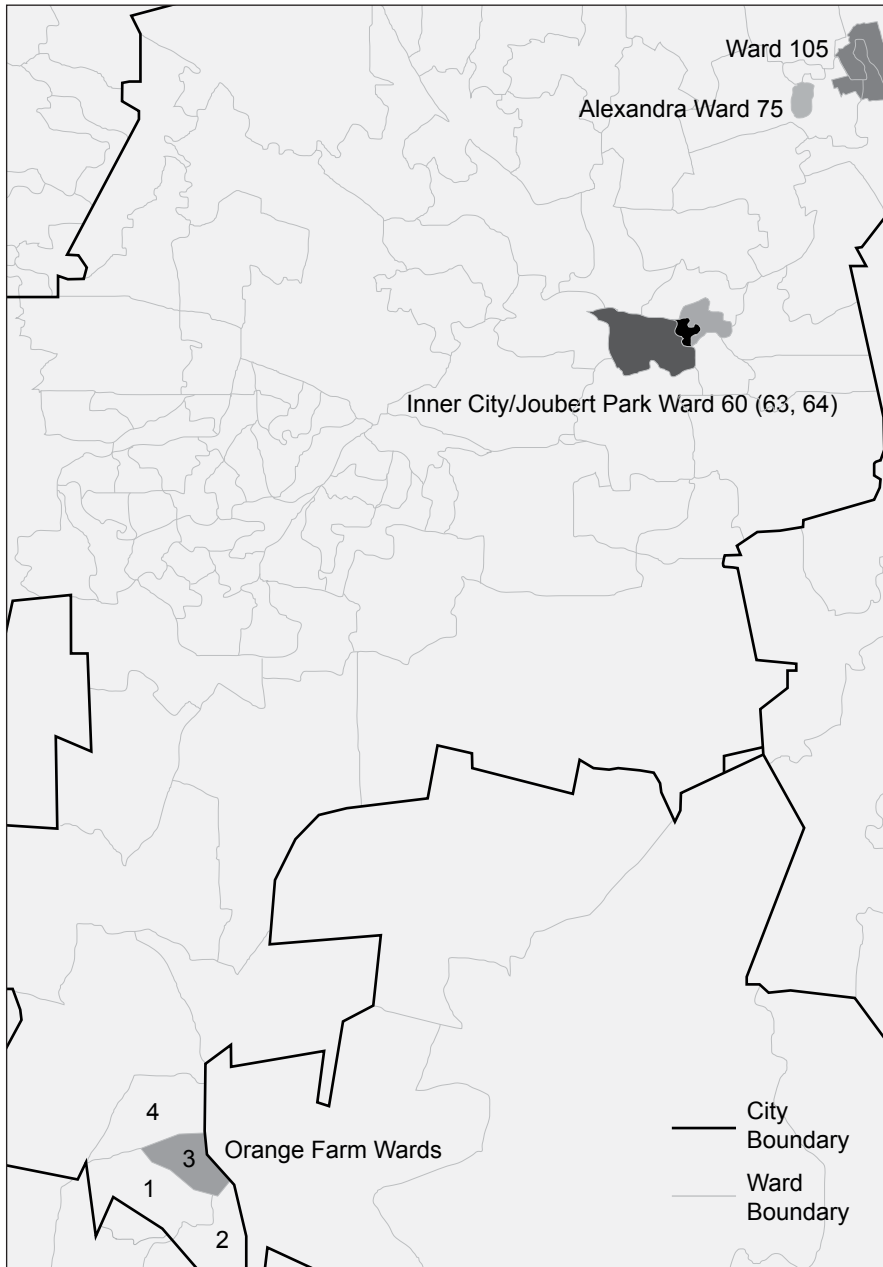 Ward 105
Alexandra Ward 75
Inner City/Joubert Park Ward 60 (63, 64)
4
Orange Farm Wards
3
1
2
City
Boundary
Ward
Boundary